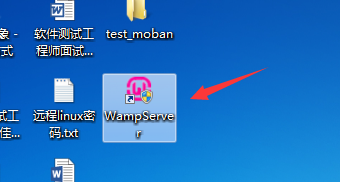 象 -
式
软件测试工
程师面试...
test_moban
试工
佳...
远程linux密
码.txt
WampServe
r